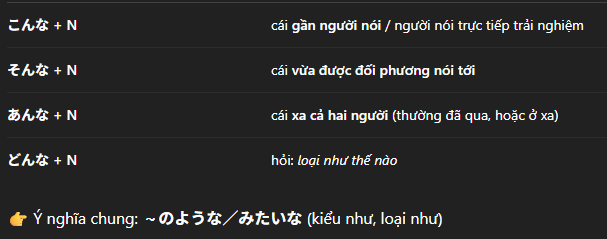 こんな + N cái gần người nói / người nói trực tiếp trải nghiệm
そんな + N cái vừa được đối phương nói tới
あんな + N cái xa cả hai người (thường đã qua, hoặc ở xa)
どんな + N hỏi: loại như thế nào
👉 Ý nghĩa chung: ～のような／みたいな (kiểu như, loại như)